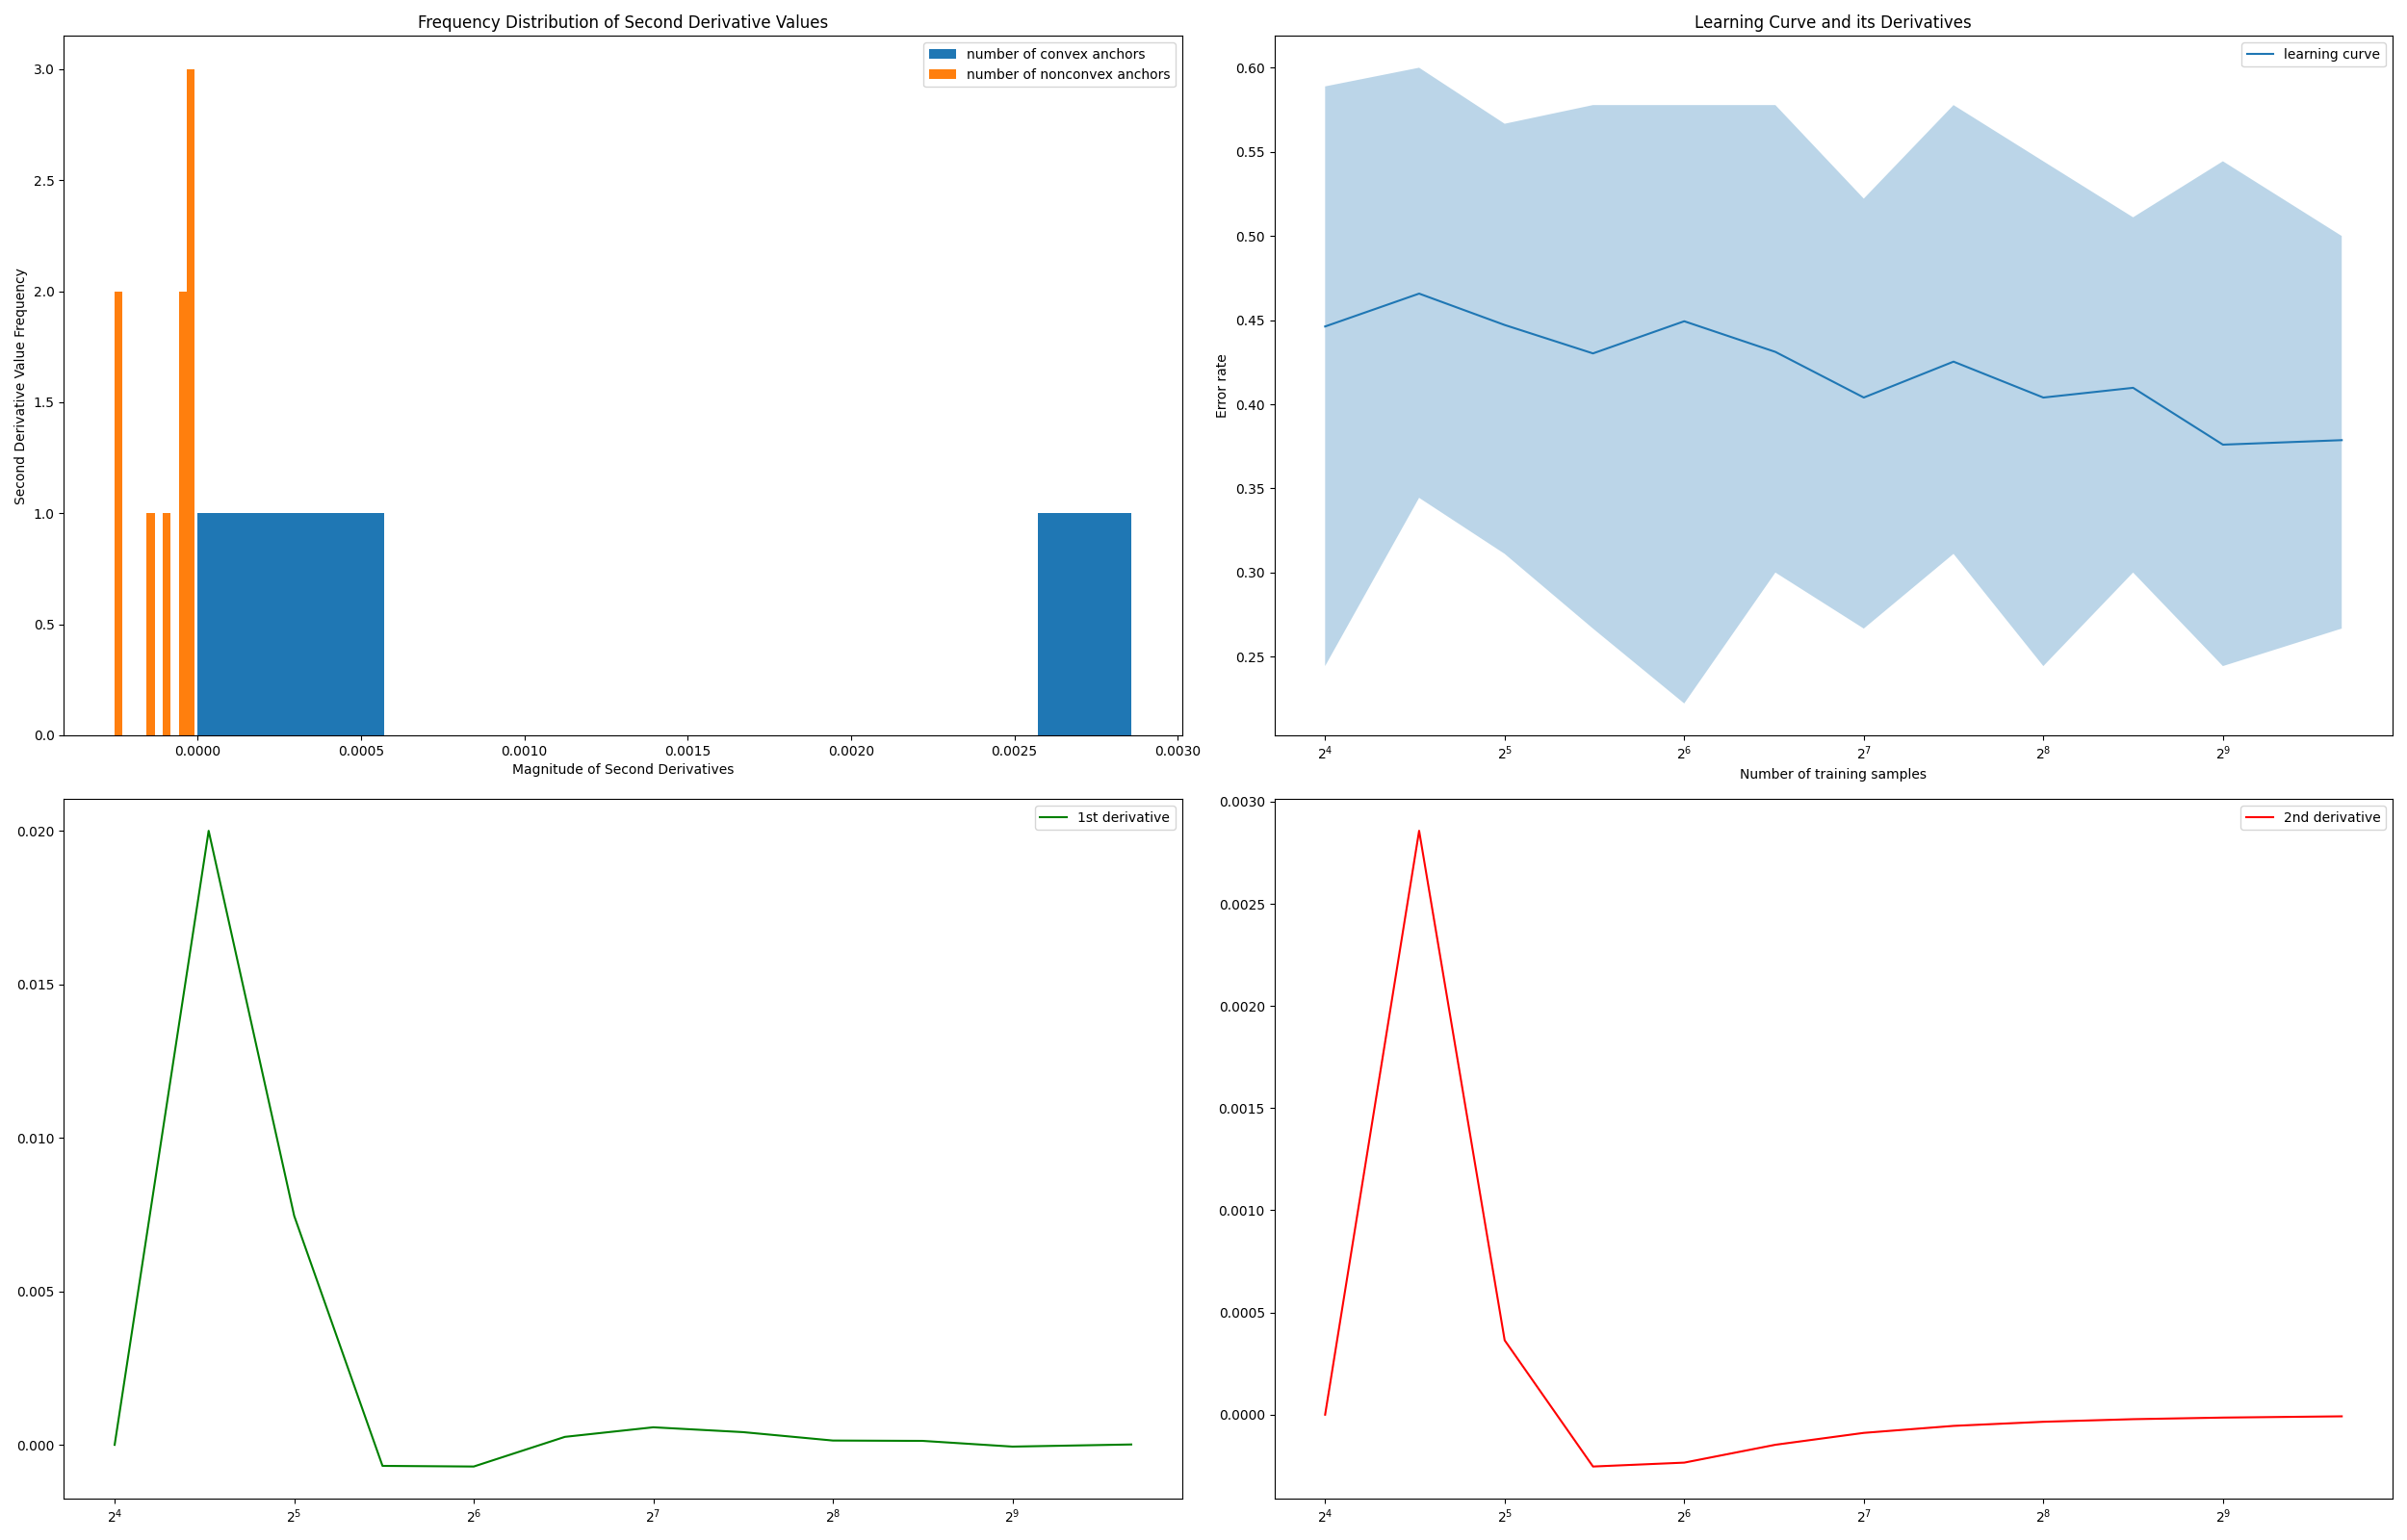 Frequency Distribution of Second Derivative Values
number of convex anchors
number of nonconvex anchors
Second Derivative Value Frequency
3.0
2.5
2.0
1.5
1.0
0.5
0.0
0.0000 0.0005 0.0010 0.0015 0.0020 0.0025 0.0030
Magnitude of Second Derivatives
Learning Curve and its Derivatives
learning curve
Error rate
0.60
0.55
0.50
0.45
0.40
0.35
0.30
0.25
2⁴ 2⁵ 2⁶ 2⁷ 2⁸ 2⁹
Number of training samples
1st derivative
0.020
0.015
0.010
0.005
0.000
2⁴ 2⁵ 2⁶ 2⁷ 2⁸ 2⁹
2nd derivative
0.0030
0.0025
0.0020
0.0015
0.0010
0.0005
0.0000
2⁴ 2⁵ 2⁶ 2⁷ 2⁸ 2⁹